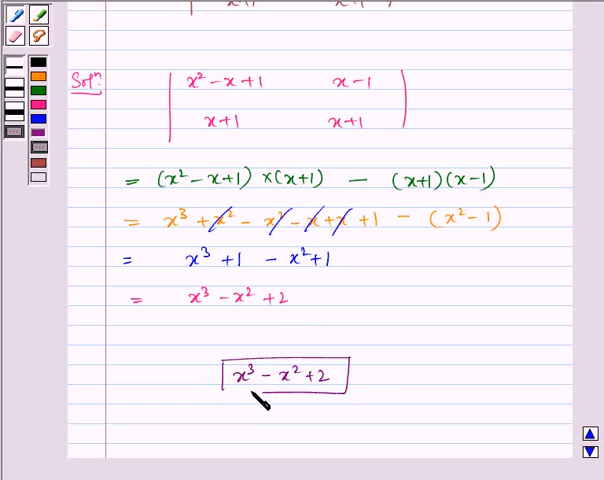 Solⁿ.
| x² - x + 1    x - 1 |
| x + 1    x + 1 |
= (x² - x + 1) × (x + 1) - (x + 1)(x - 1)
= x³ + x² - x² - x + x + 1 - (x² - 1)
= x³ + 1 - x² + 1
= x³ - x² + 2
x³ - x² + 2